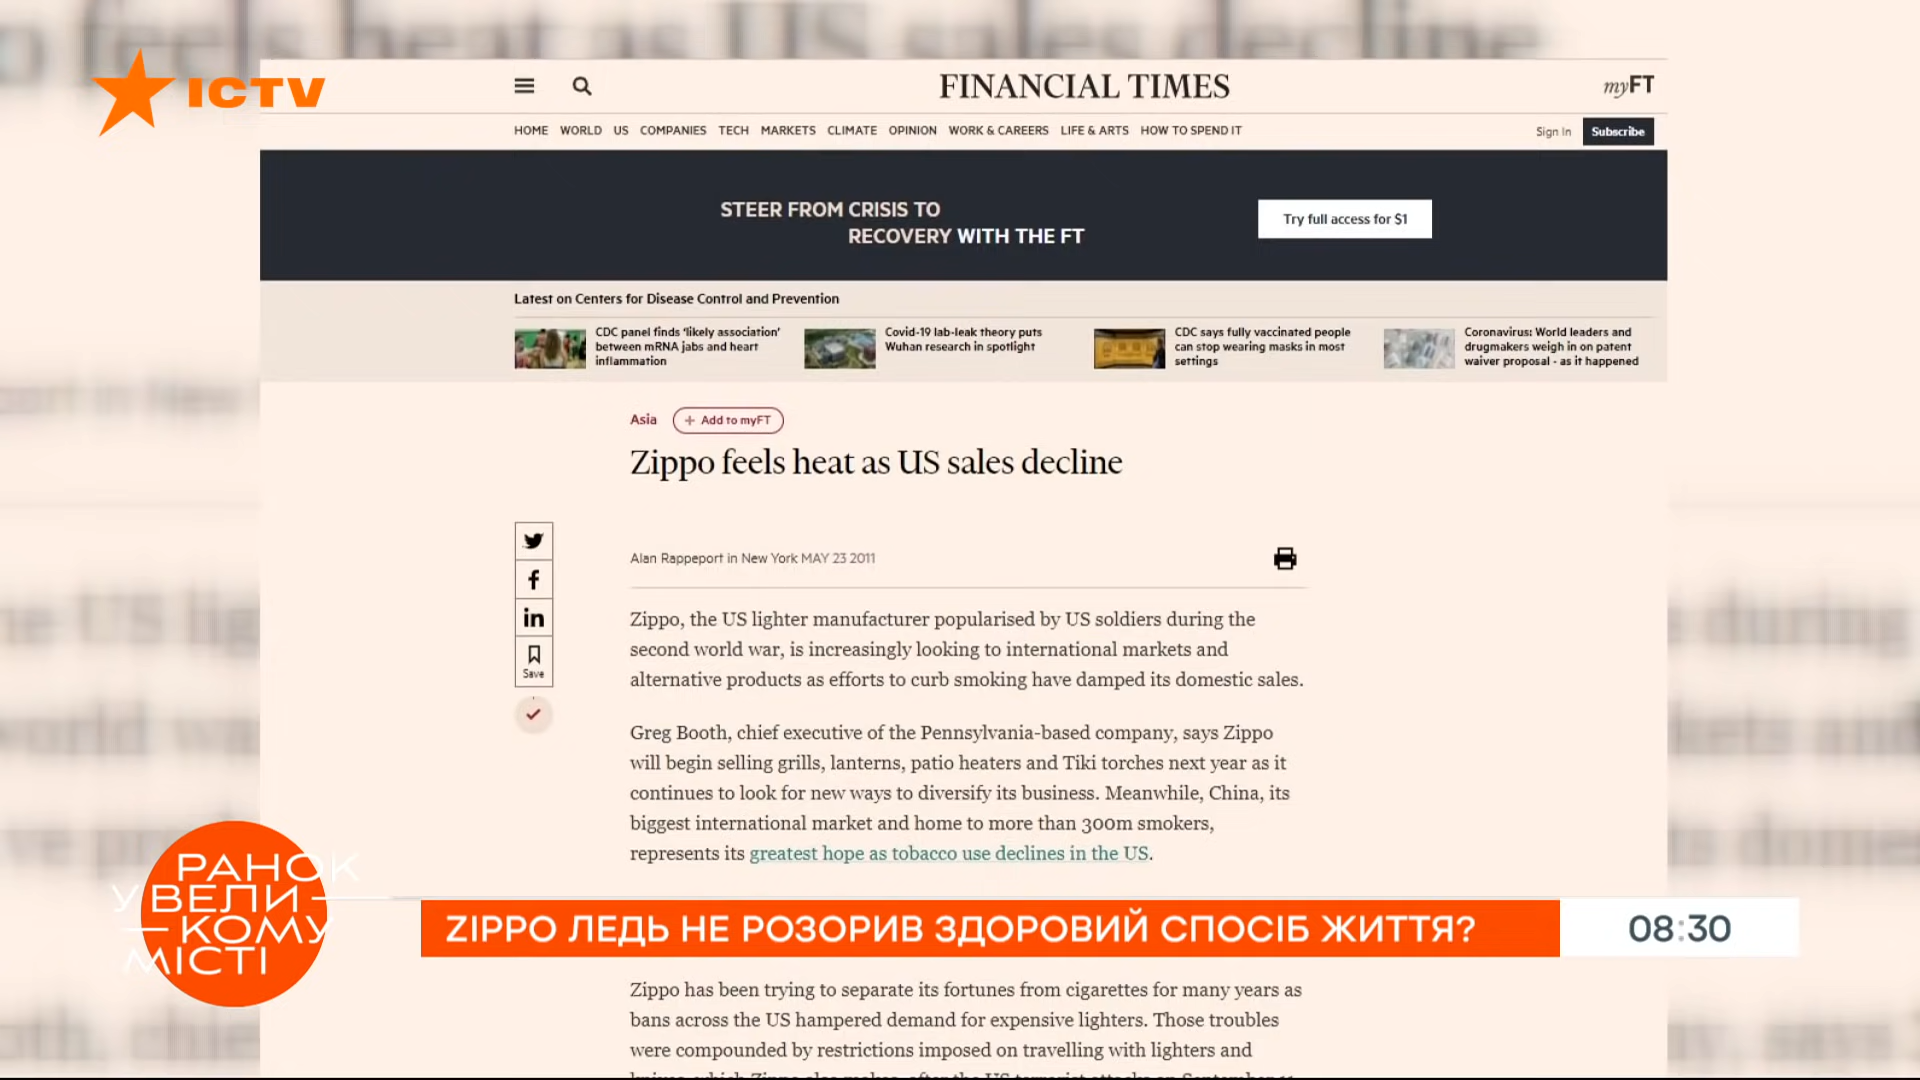 ICTV
FINANCIAL TIMES
myFT
HOME WORLD US COMPANIES TECH MARKETS CLIMATE OPINION WORK & CAREERS LIFE & ARTS HOW TO SPEND IT
Sign In Subscribe
STEER FROM CRISIS TO
RECOVERY WITH THE FT
Try full access for $1
Latest on Centers for Disease Control and Prevention
CDC panel finds ‘likely association’
between mRNA jabs and heart
inflammation
Covid-19 lab-leak theory puts
Wuhan research in spotlight
CDC says fully vaccinated people
can stop wearing masks in most
settings
Coronavirus: World leaders and
drugmakers weigh in on patent
waiver proposal - as it happened
Asia + Add to myFT
Zippo feels heat as US sales decline
Save
Alan Rappeport in New York MAY 23 2011
Zippo, the US lighter manufacturer popularised by US soldiers during the
second world war, is increasingly looking to international markets and
alternative products as efforts to curb smoking have damped its domestic sales.
Greg Booth, chief executive of the Pennsylvania-based company, says Zippo
will begin selling grills, lanterns, patio heaters and Tiki torches next year as it
continues to look for new ways to diversify its business. Meanwhile, China, its
biggest international market and home to more than 300m smokers,
represents its greatest hope as tobacco use declines in the US.
РАНОК
У ВЕЛИ-
КОМУ
МІСТІ
ZIPPO ЛЕДЬ НЕ РОЗОРИВ ЗДОРОВИЙ СПОСІБ ЖИТТЯ?
08:30
Zippo has been trying to separate its fortunes from cigarettes for many years as
bans across the US hampered demand for expensive lighters. Those troubles
were compounded by restrictions imposed on travelling with lighters and